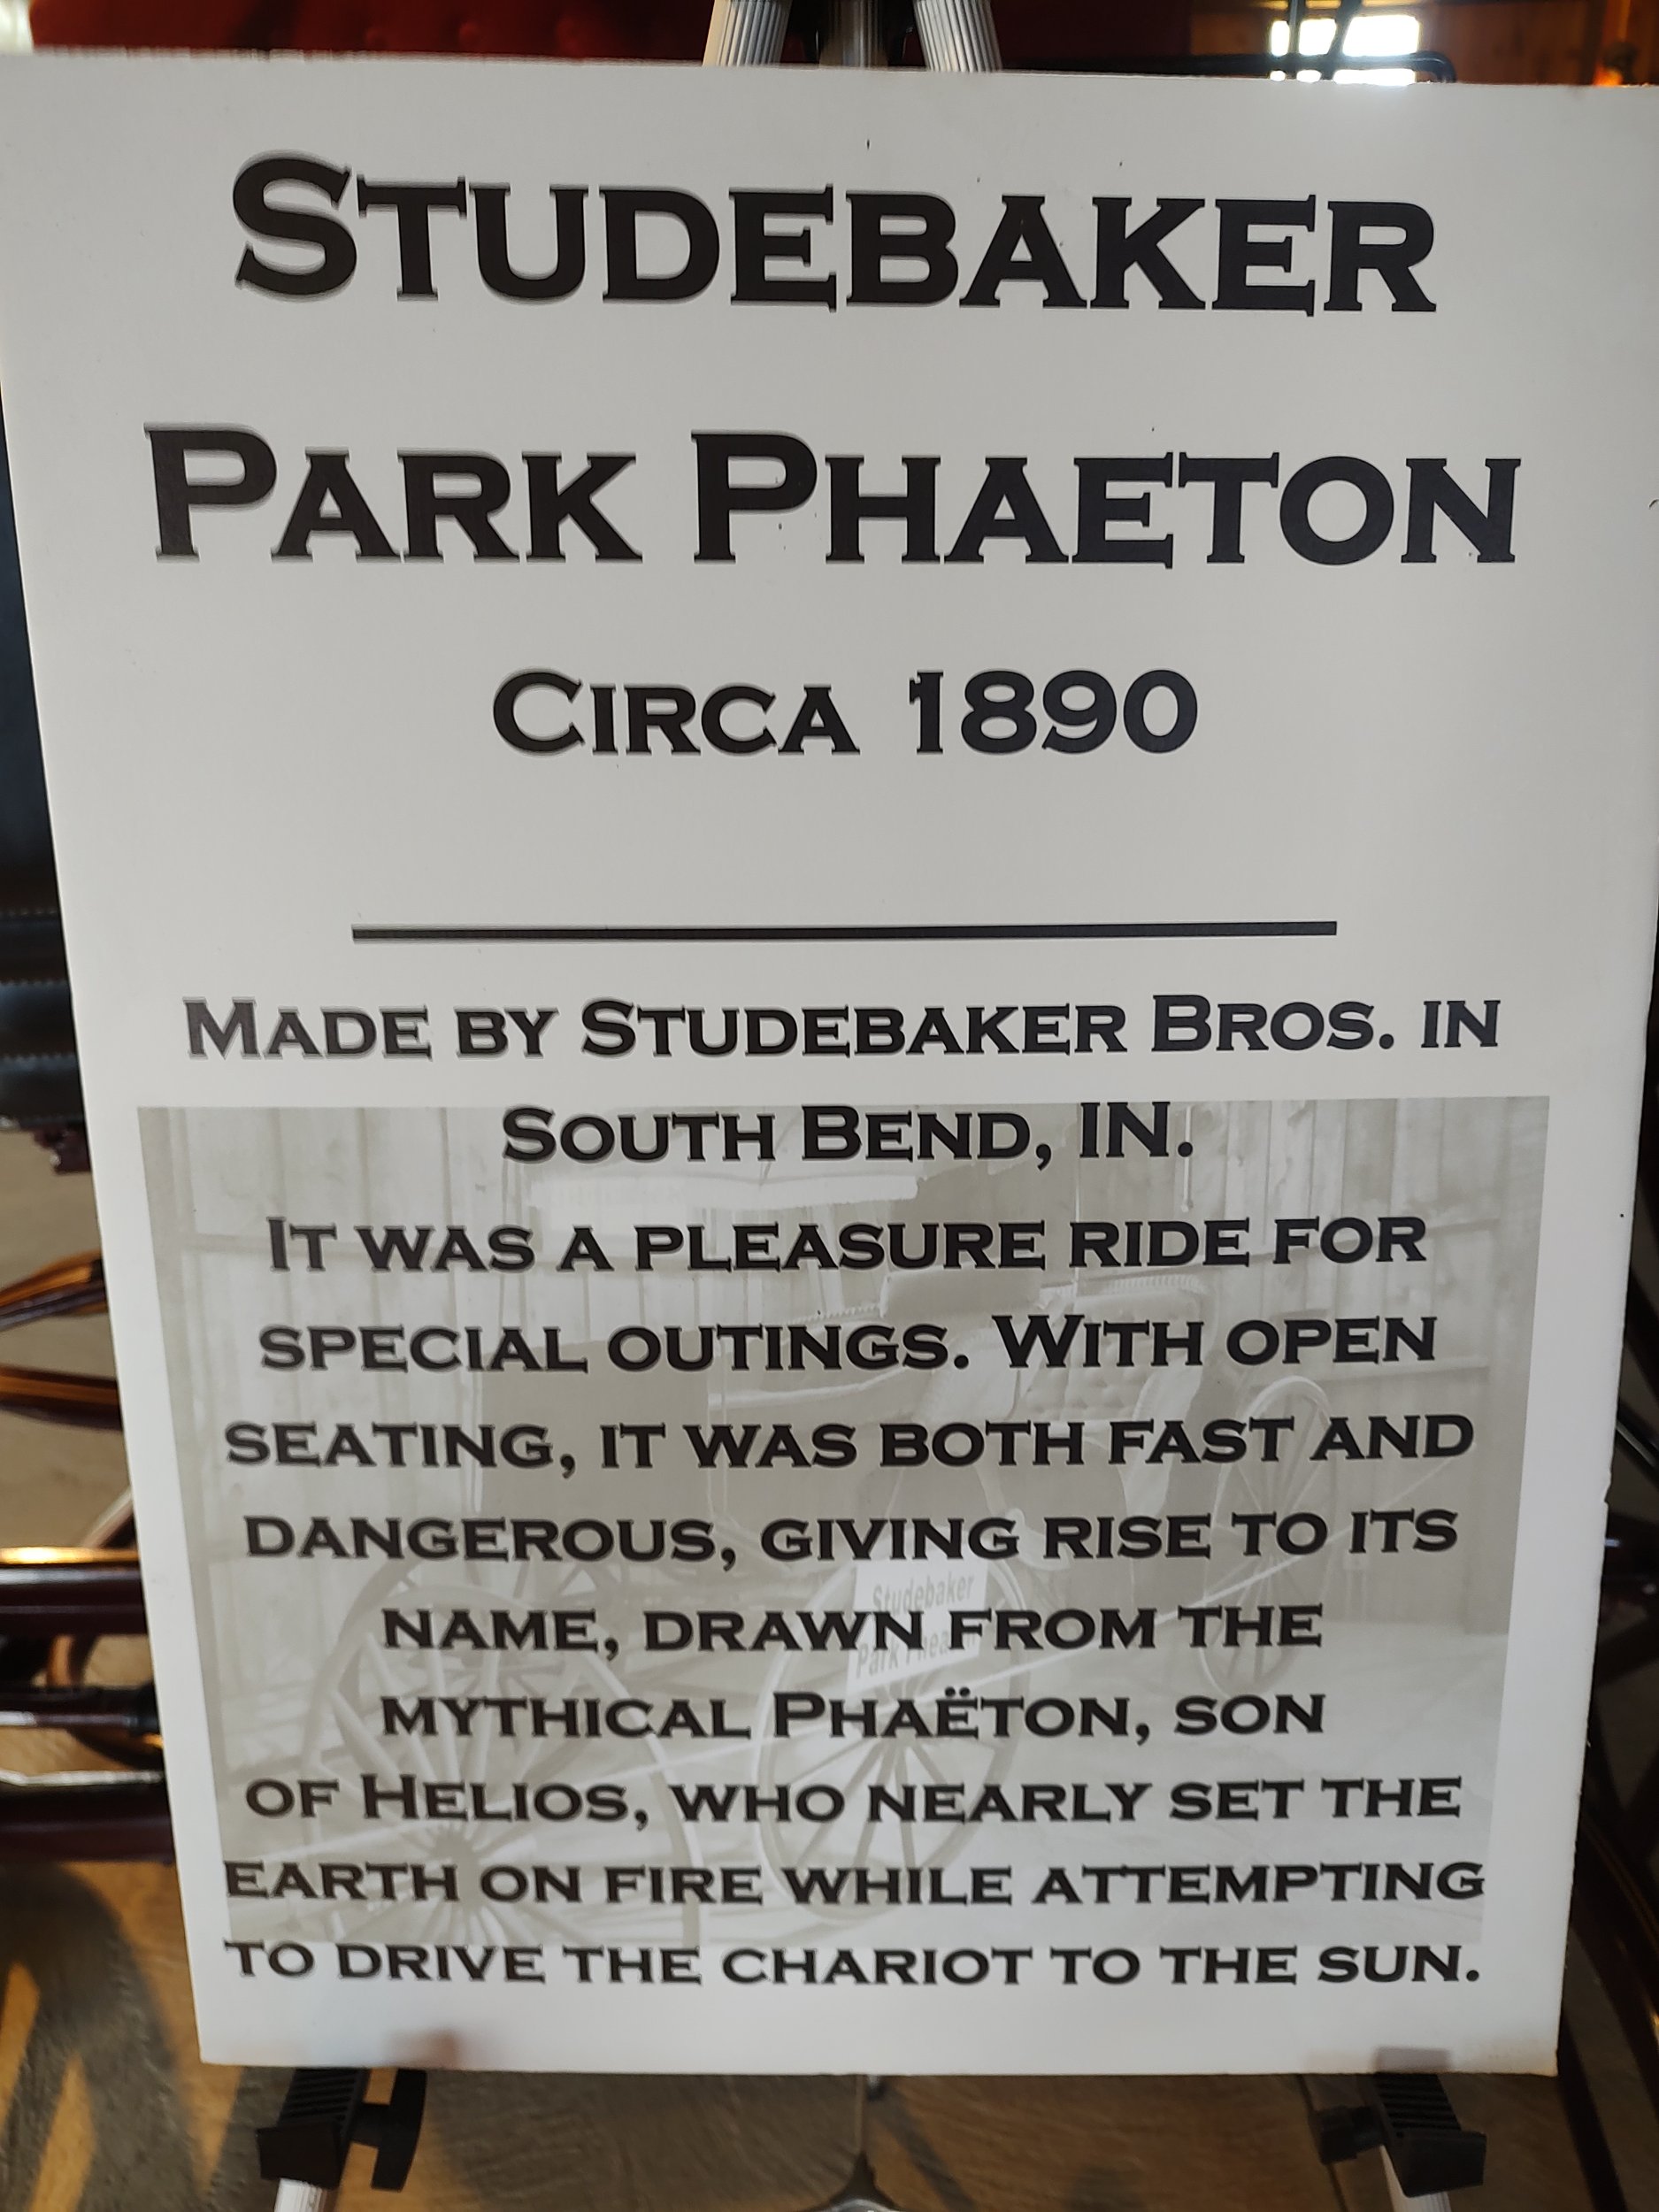 Studebaker
Park Phaeton
Circa 1890
Made by Studebaker Bros. in
South Bend, IN.
It was a pleasure ride for
special outings. With open
seating, it was both fast and
dangerous, giving rise to its
name, drawn from the
mythical Phaëton, son
of Helios, who nearly set the
earth on fire while attempting
to drive the chariot to the sun.
Studebaker
Park